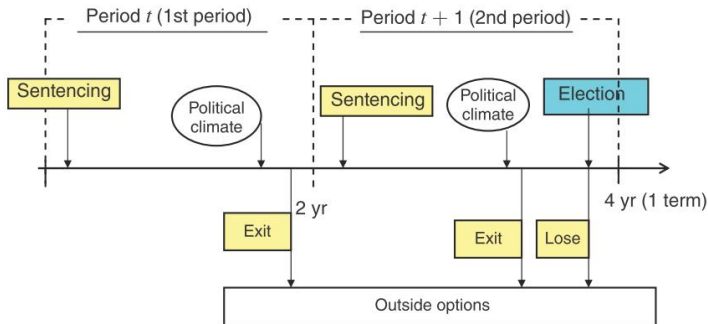 Period t (1st period)
Period t + 1 (2nd period)
Sentencing
Political
climate
Sentencing
Political
climate
Election
2 yr
4 yr (1 term)
Exit
Exit
Lose
Outside options